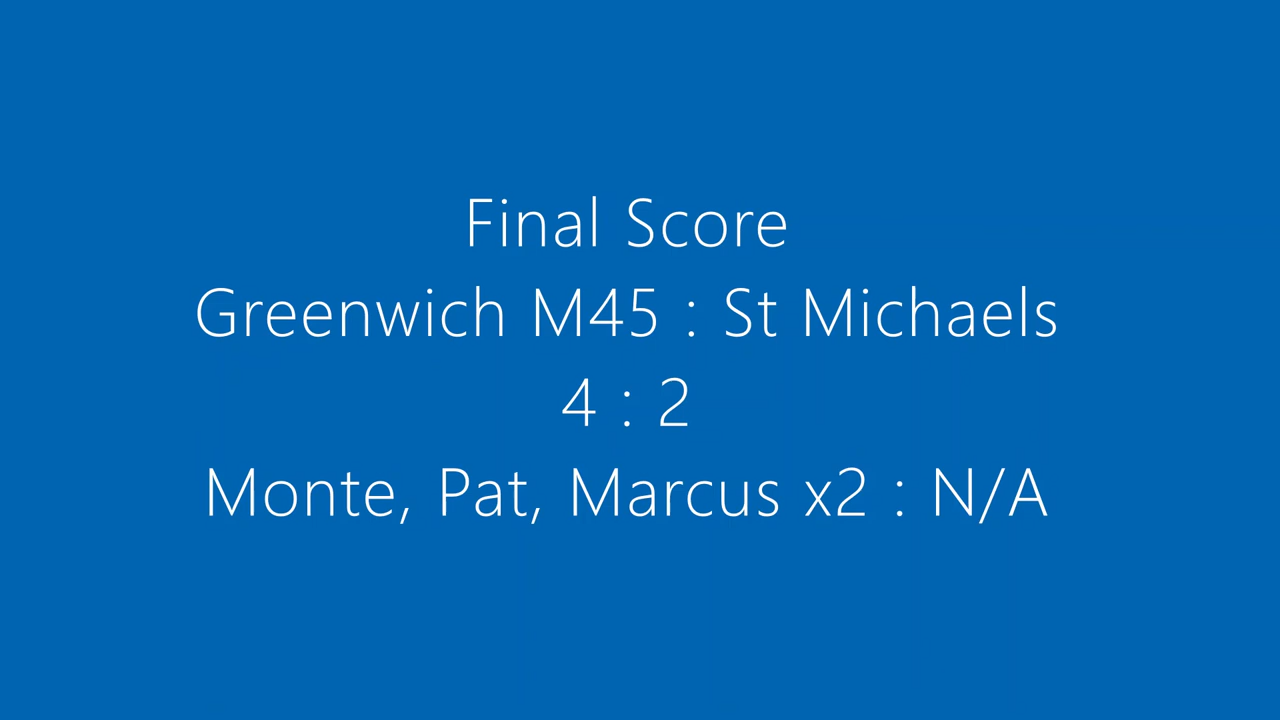 Final Score
Greenwich M45 : St Michaels
4 : 2
Monte, Pat, Marcus x2 : N/A